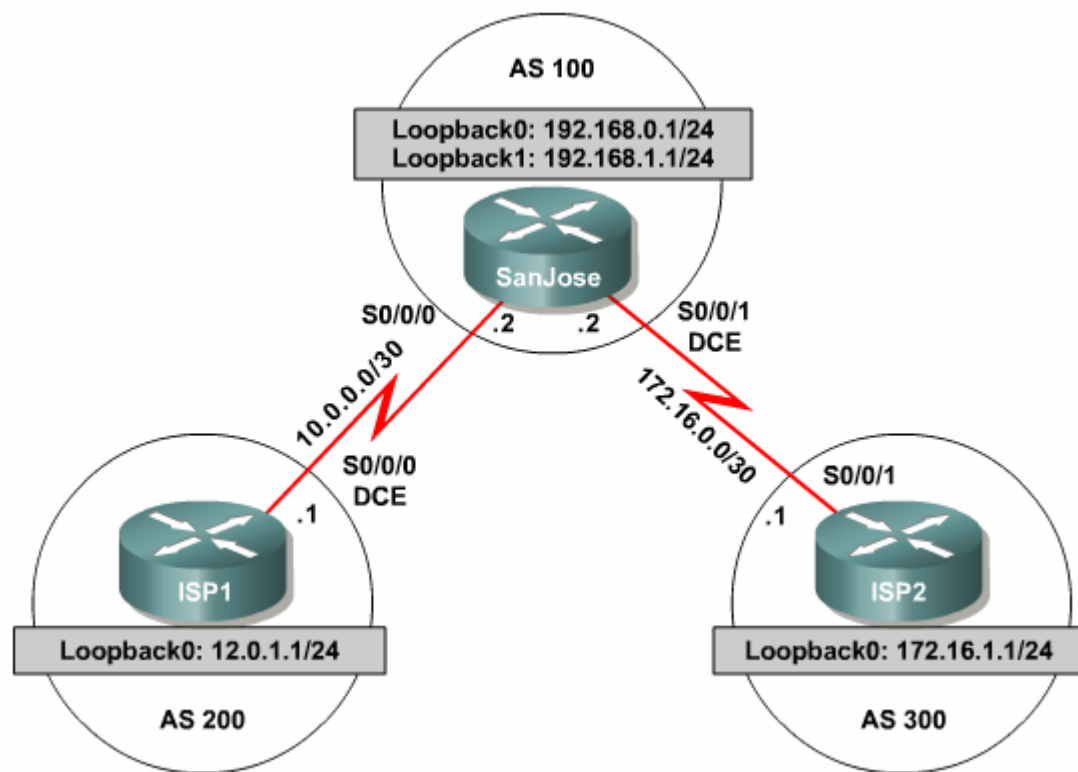 AS 100
Loopback0: 192.168.0.1/24
Loopback1: 192.168.1.1/24
SanJose
S0/0/0
.2
.2
S0/0/1
DCE
10.0.0.0/30
172.16.0.0/30
S0/0/0
DCE
.1
S0/0/1
.1
ISP1
ISP2
Loopback0: 12.0.1.1/24
Loopback0: 172.16.1.1/24
AS 200
AS 300